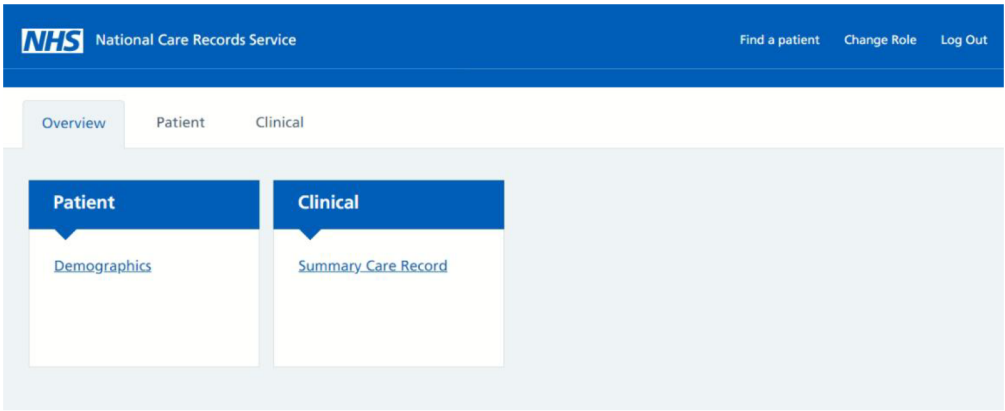 NHS National Care Records Service Find a patient Change Role Log Out
Overview Patient Clinical
Patient Clinical
Demographics Summary Care Record